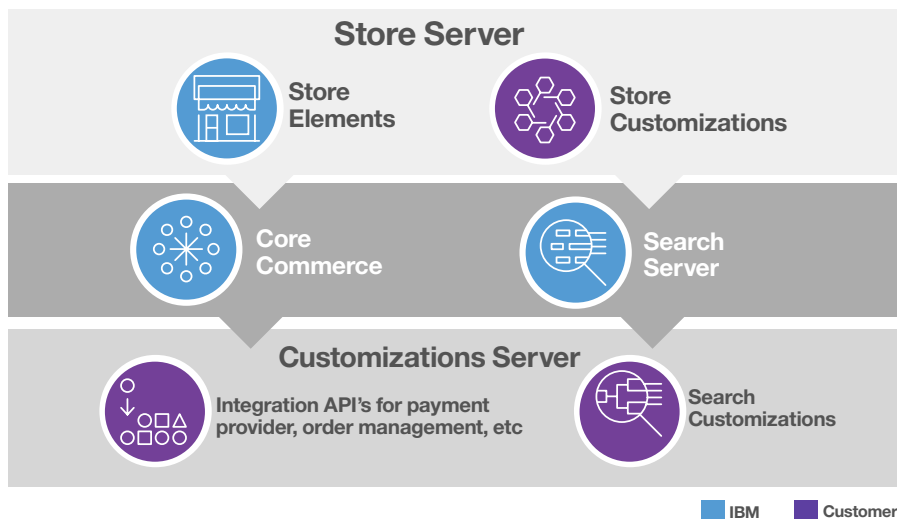 Store Server
Store
Elements
Store
Customizations
Core
Commerce
Search
Server
Customizations Server
Integration API's for payment
provider, order management, etc
Search
Customizations
IBM
Customer